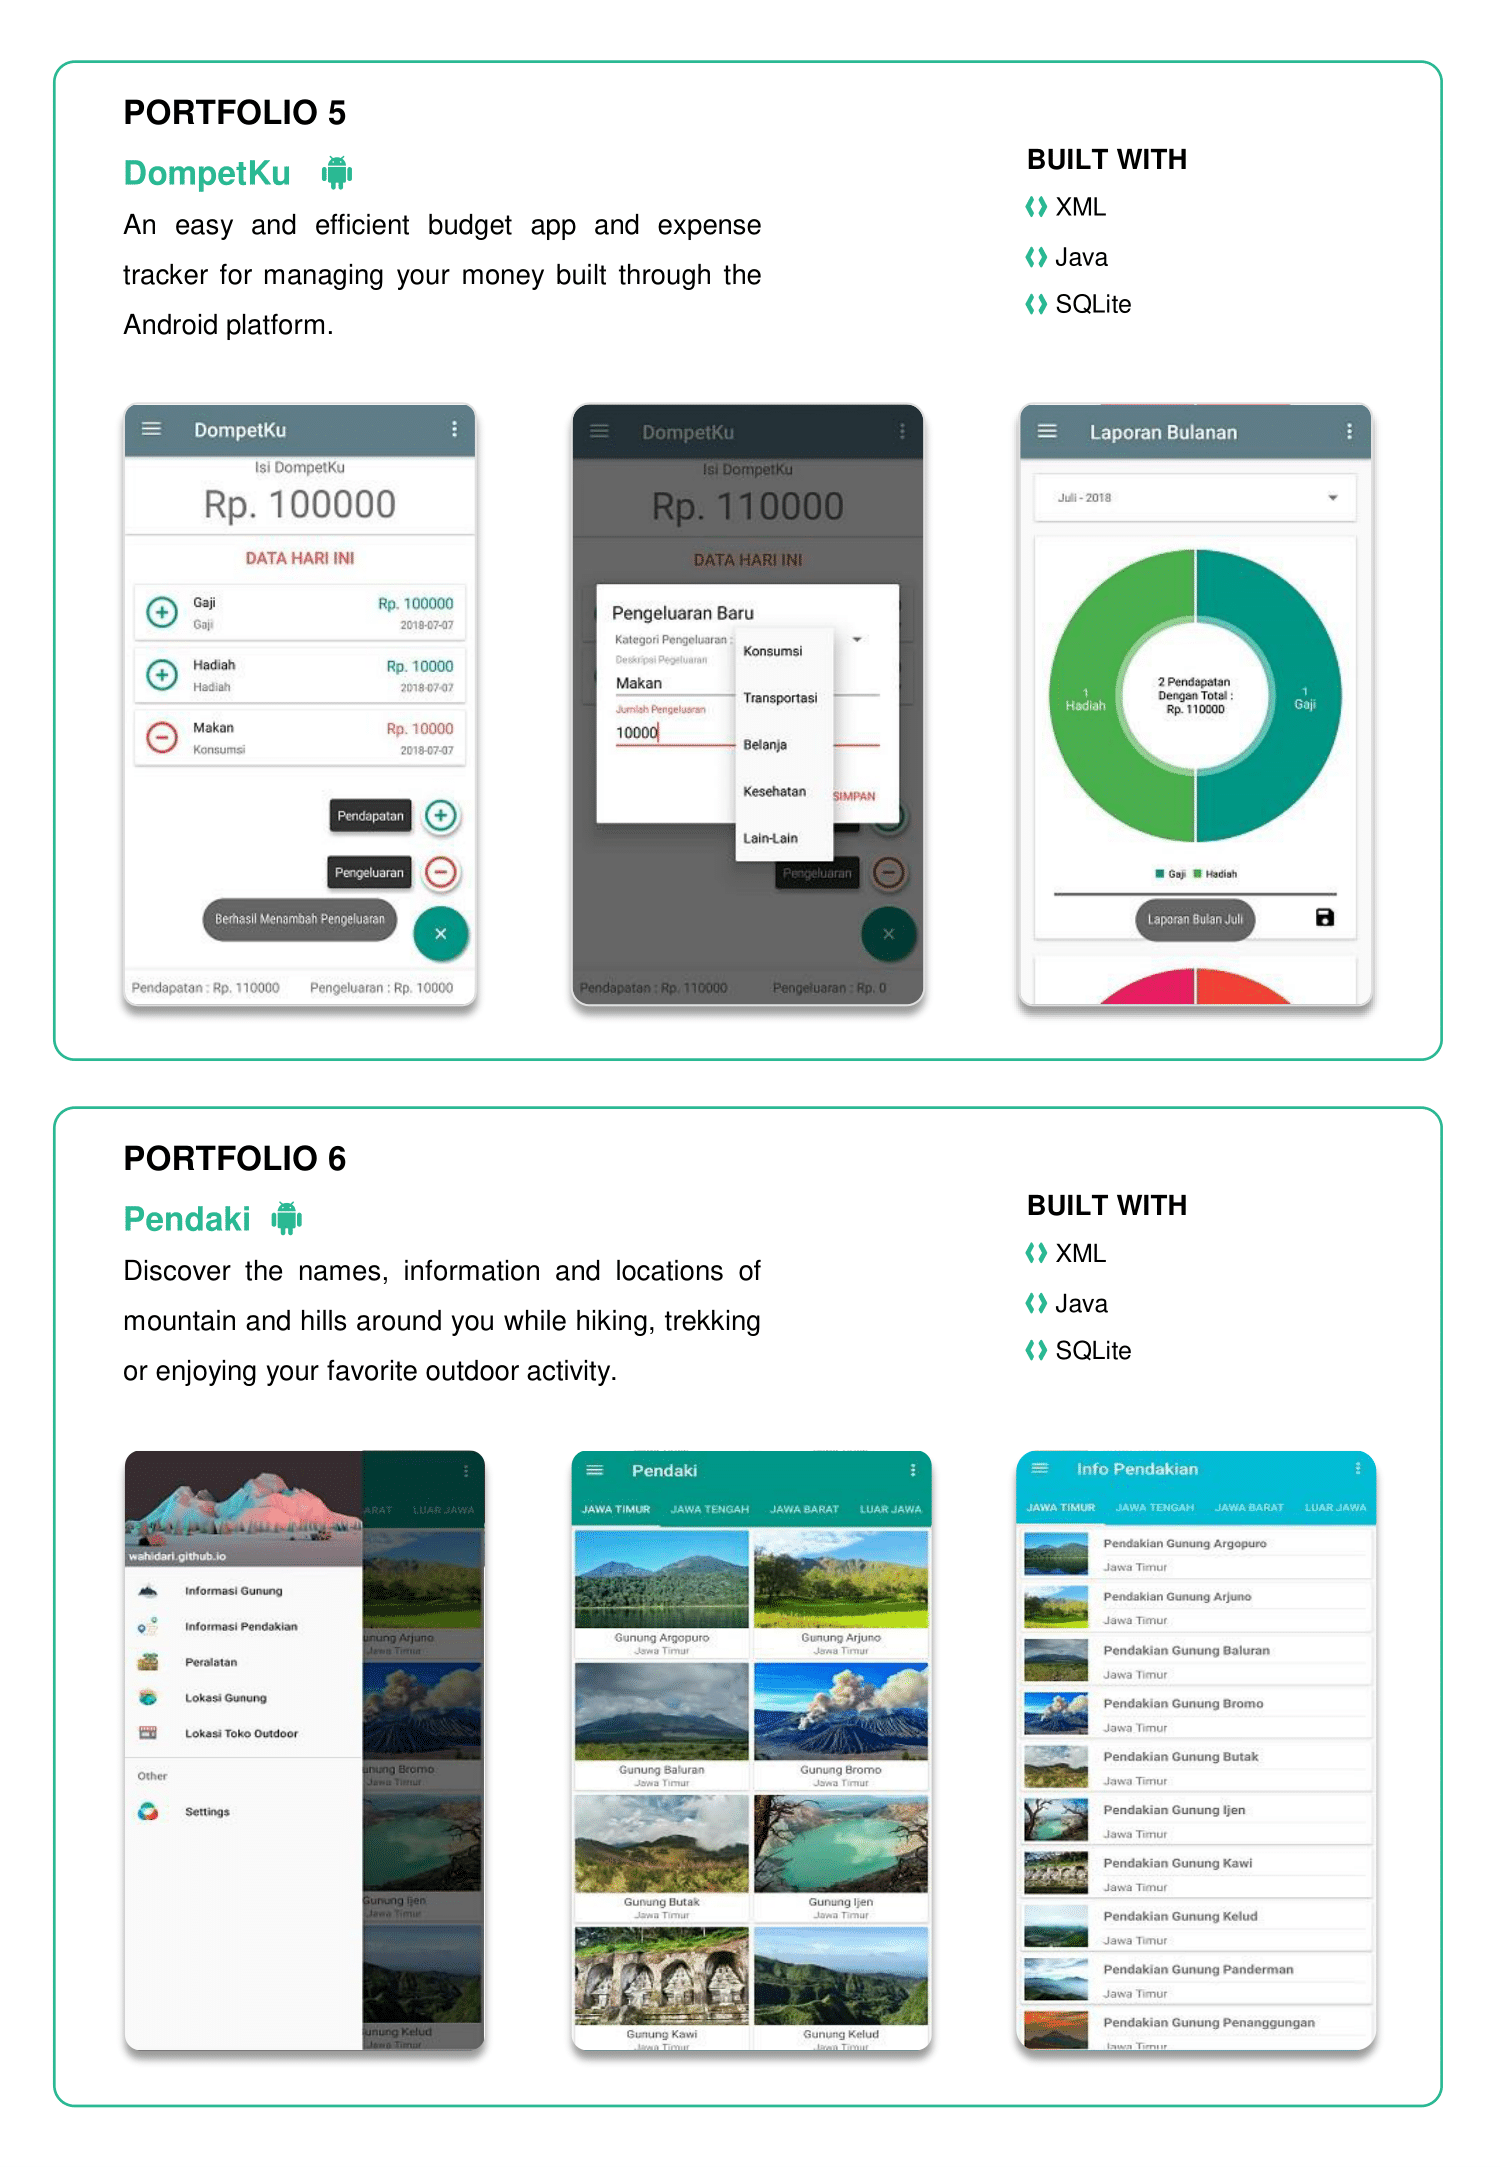 PORTFOLIO 5
DompetKu
An easy and efficient budget app and expense
tracker for managing your money built through the
Android platform.
BUILT WITH
XML
Java
SQLite
DompetKu
Isi DompetKu
Rp. 100000
DATA HARI INI
Gaji
Rp. 100000
Gaji
2018-07-07
Hadiah
Rp. 10000
Hadiah
2018-07-07
Makan
Rp. 10000
Konsumsi
2018-07-07
Pendapatan
Pengeluaran
Berhasil Menambah Pengeluaran
Pendapatan : Rp. 110000
Pengeluaran : Rp. 10000
DompetKu
Isi DompetKu
Rp. 110000
DATA HARI INI
Pengeluaran Baru
Kategori Pengeluaran :
Deskripsi Pegeluaran
Makan
Jumlah Pengeluaran
10000
Konsumsi
Transportasi
Belanja
Kesehatan
Lain-Lain
SIMPAN
Pengeluaran
Pendapatan : Rp. 110000
Pengeluaran : Rp. 0
Laporan Bulanan
Juli - 2018
1
Hadiah
2 Pendapatan
Dengan Total :
Rp. 110000
1
Gaji
Gaji
Hadiah
Laporan Bulan Juli
PORTFOLIO 6
Pendaki
Discover the names, information and locations of
mountain and hills around you while hiking, trekking
or enjoying your favorite outdoor activity.
BUILT WITH
XML
Java
SQLite
ARAT
LUAR JAWA
wahidari.github.io
Informasi Gunung
Informasi Pendakian
Peralatan
Lokasi Gunung
Lokasi Toko Outdoor
Other
Settings
unung Arjuno
Jawa Timur
unung Bromo
Jawa Timur
Gunung Ijen
Jawa Timur
unung Kelud
Jawa Timur
Pendaki
JAWA TIMUR
JAWA TENGAH
JAWA BARAT
LUAR JAWA
Gunung Argopuro
Jawa Timur
Gunung Arjuno
Jawa Timur
Gunung Baluran
Jawa Timur
Gunung Bromo
Jawa Timur
Gunung Butak
Jawa Timur
Gunung Ijen
Jawa Timur
Gunung Kawi
Jawa Timur
Gunung Kelud
Jawa Timur
Info Pendakian
JAWA TIMUR
JAWA TENGAH
JAWA BARAT
LUAR JAWA
Pendakian Gunung Argopuro
Jawa Timur
Pendakian Gunung Arjuno
Jawa Timur
Pendakian Gunung Baluran
Jawa Timur
Pendakian Gunung Bromo
Jawa Timur
Pendakian Gunung Butak
Jawa Timur
Pendakian Gunung Ijen
Jawa Timur
Pendakian Gunung Kawi
Jawa Timur
Pendakian Gunung Kelud
Jawa Timur
Pendakian Gunung Panderman
Jawa Timur
Pendakian Gunung Penanggungan
Jawa Timur